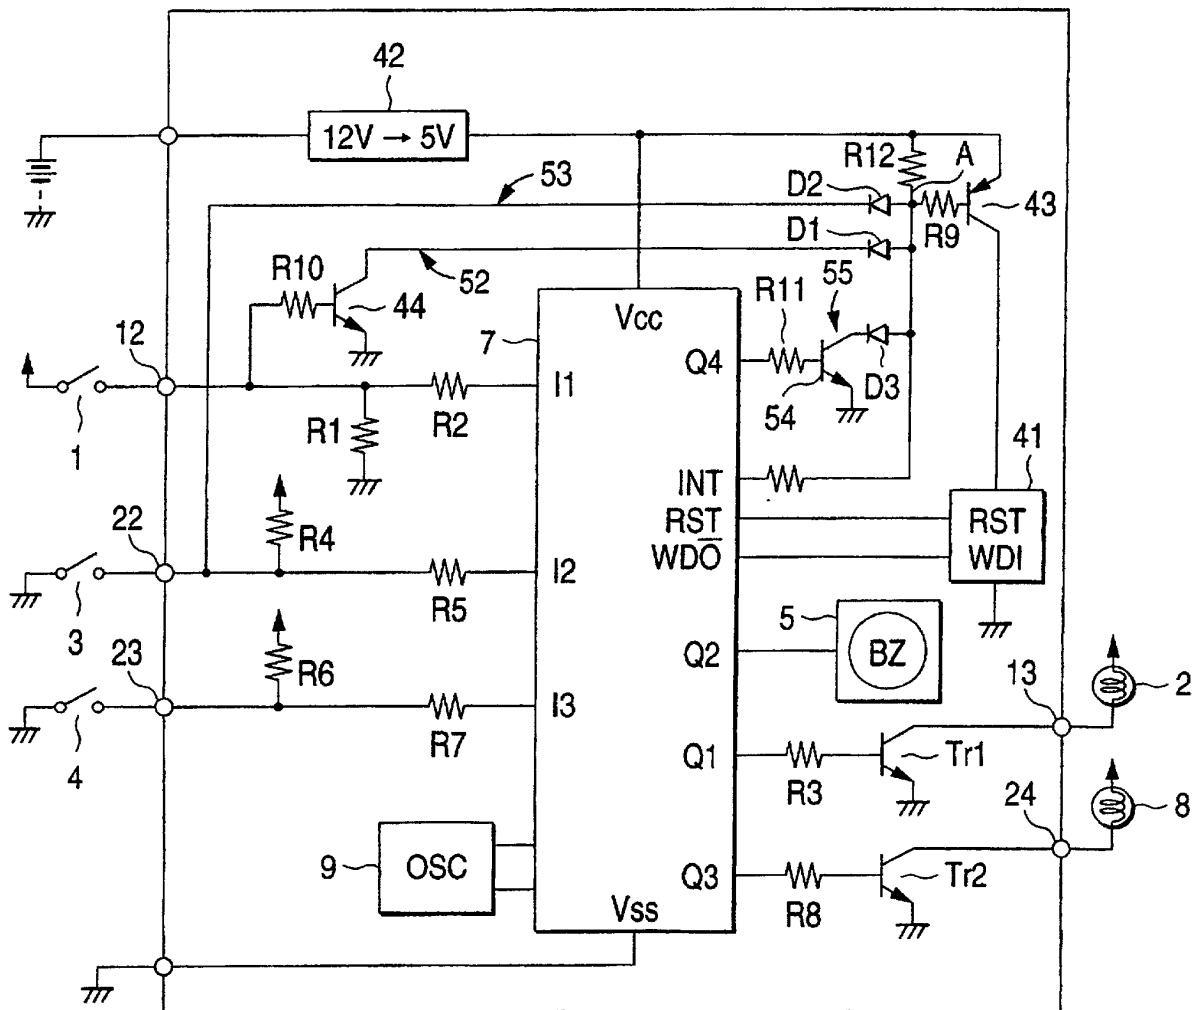 42
12V → 5V
R12
A
53
D2
43
R9
D1
R10
52
44
R11
55
12
7
Vcc
Q4
I1
D3
54
R1
R2
1
41
22
R4
INT
RST
RST
WDO̅
WDI
I2
R5
3
5
BZ
23
R6
Q2
13
2
I3
R7
4
Q1
Tr1
R3
24
8
9
OSC
Q3
Tr2
Vss
R8